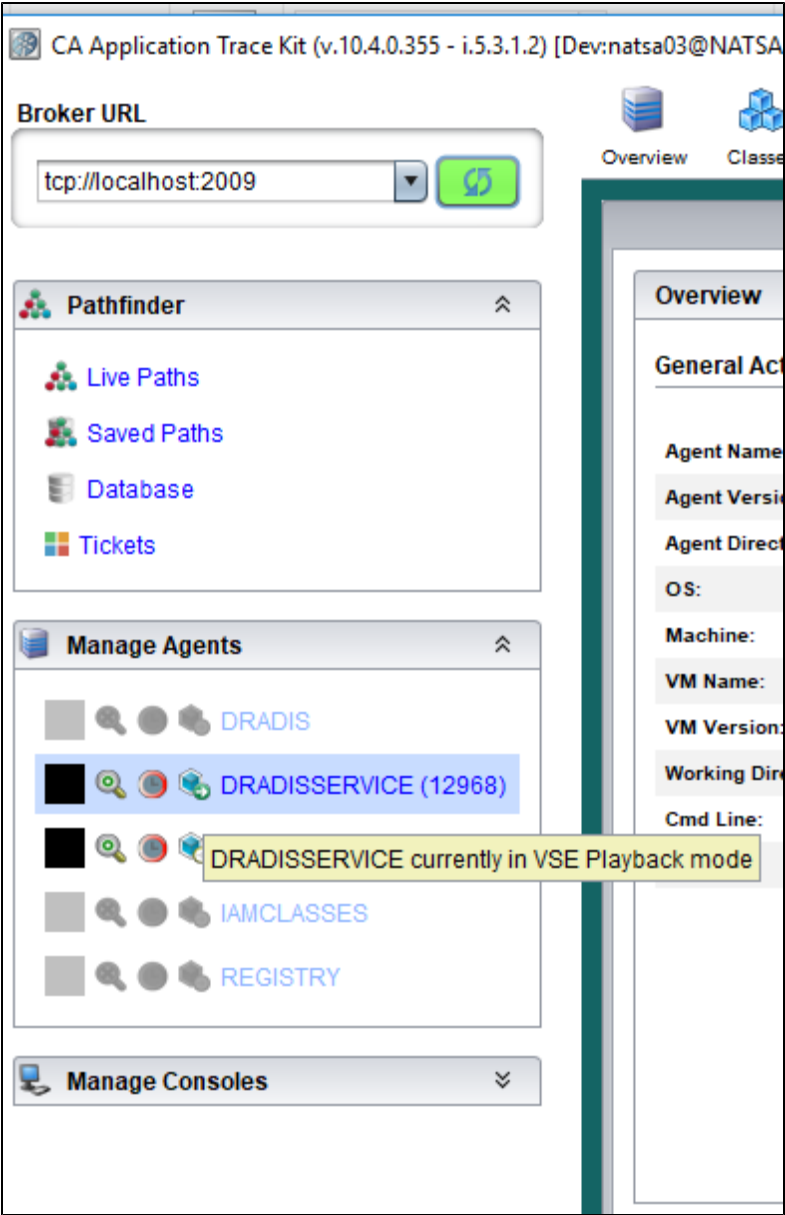 CA Application Trace Kit (v.10.4.0.355 - i.5.3.1.2) [Dev:natsa03@NATSA
Broker URL
tcp://localhost:2009
Overview Classe
Pathfinder
Live Paths
Saved Paths
Database
Tickets
Manage Agents
DRADIS
DRADISSERVICE (12968)
DRADISSERVICE currently in VSE Playback mode
IAMCLASSES
REGISTRY
Manage Consoles
Overview
General Act
Agent Name
Agent Versi
Agent Direct
OS:
Machine:
VM Name:
VM Version:
Working Dire
Cmd Line: